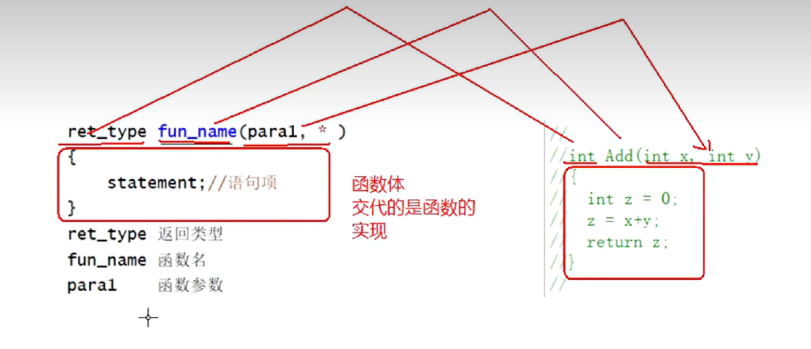 ret_type fun_name(para1, * )
{
statement;//语句项
}
ret_type 返回类型
fun_name 函数名
para1 函数参数
函数体
交代的是函数的
实现
//
//int Add(int x, int y)
//{
// int z = 0;
// z = x+y;
// return z;
//}
//